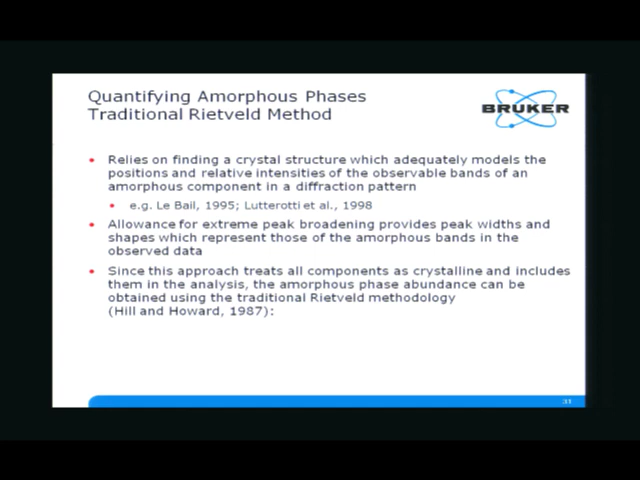 Quantifying Amorphous Phases
Traditional Rietveld Method
BRUKER
• Relies on finding a crystal structure which adequately models the
positions and relative intensities of the observable bands of an
amorphous component in a diffraction pattern
• e.g. Le Bail, 1995; Lutterotti et al., 1998
• Allowance for extreme peak broadening provides peak widths and
shapes which represent those of the amorphous bands in the
observed data
• Since this approach treats all components as crystalline and includes
them in the analysis, the amorphous phase abundance can be
obtained using the traditional Rietveld methodology
(Hill and Howard, 1987):
31